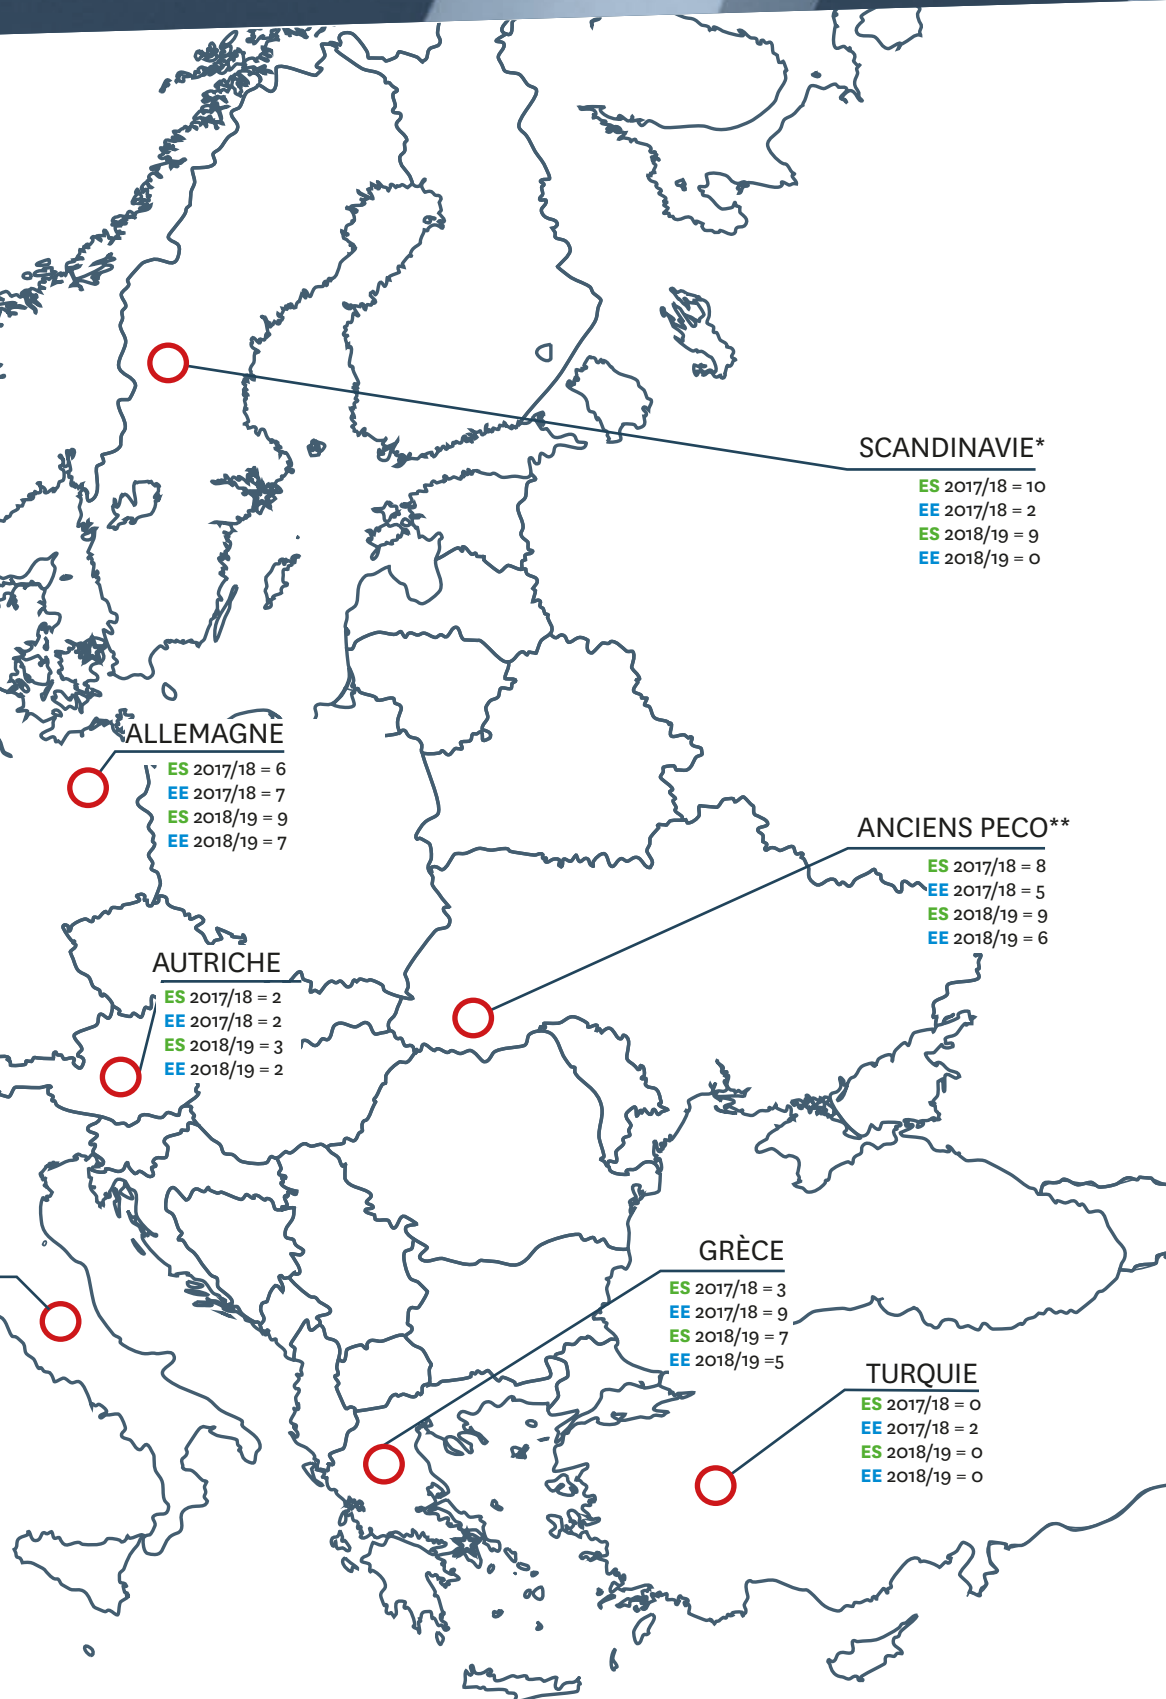 SCANDINAVIE*
ES 2017/18 = 10
EE 2017/18 = 2
ES 2018/19 = 9
EE 2018/19 = 0
ALLEMAGNE
ES 2017/18 = 6
EE 2017/18 = 7
ES 2018/19 = 9
EE 2018/19 = 7
ANCIENS PECO**
ES 2017/18 = 8
EE 2017/18 = 5
ES 2018/19 = 9
EE 2018/19 = 6
AUTRICHE
ES 2017/18 = 2
EE 2017/18 = 2
ES 2018/19 = 3
EE 2018/19 = 2
GRÈCE
ES 2017/18 = 3
EE 2017/18 = 9
ES 2018/19 = 7
EE 2018/19 =5
TURQUIE
ES 2017/18 = 0
EE 2017/18 = 2
ES 2018/19 = 0
EE 2018/19 = 0